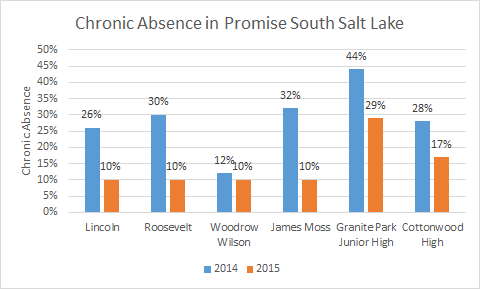 Chronic Absence in Promise South Salt Lake
Chronic Absence
50%
45%
40%
35%
30%
25%
20%
15%
10%
5%
0%
26%
10%
30%
10%
12%
10%
32%
10%
44%
29%
28%
17%
Lincoln
Roosevelt
Woodrow
Wilson
James Moss
Granite Park
Junior High
Cottonwood
High
2014
2015